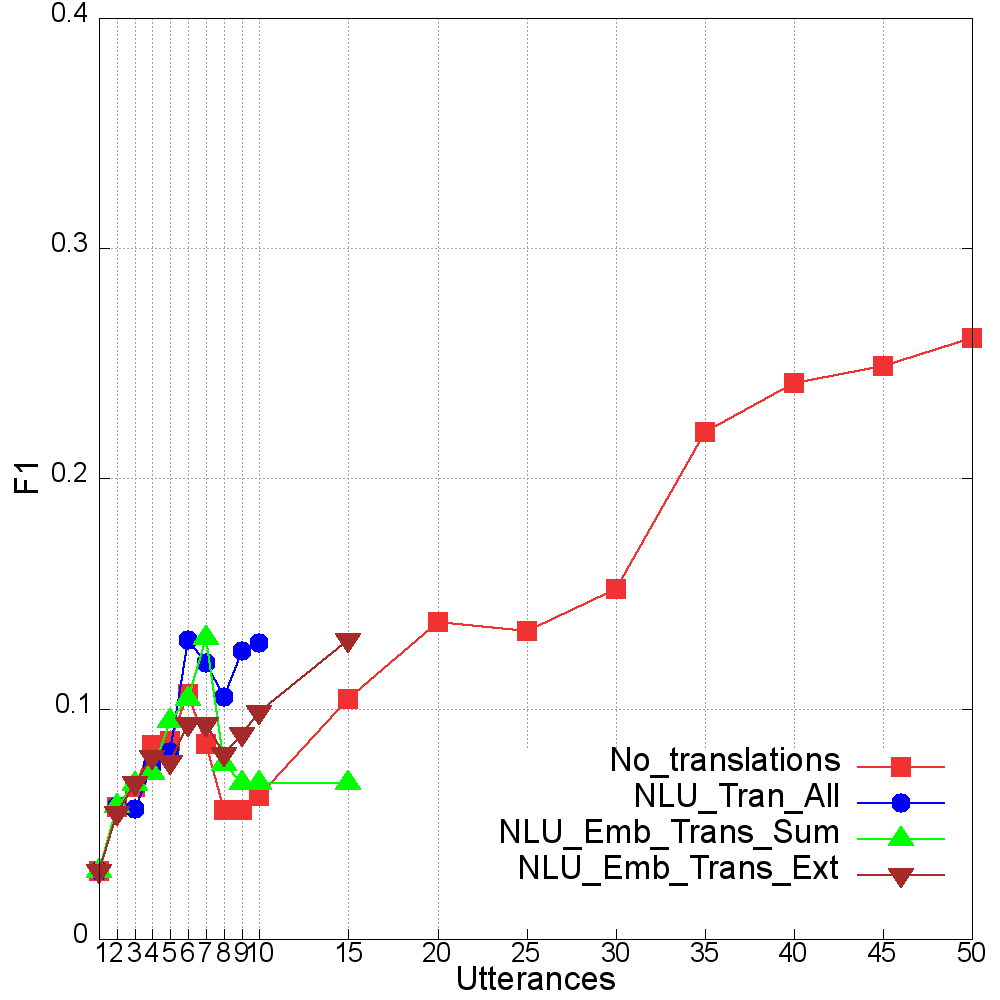 0.4
0.3
0.2
0.1
0
F1
No_translations
NLU_Tran_All
NLU_Emb_Trans_Sum
NLU_Emb_Trans_Ext
1 2 3 4 5 6 7 8 9 10 15 20 25 30 35 40 45 50
Utterances